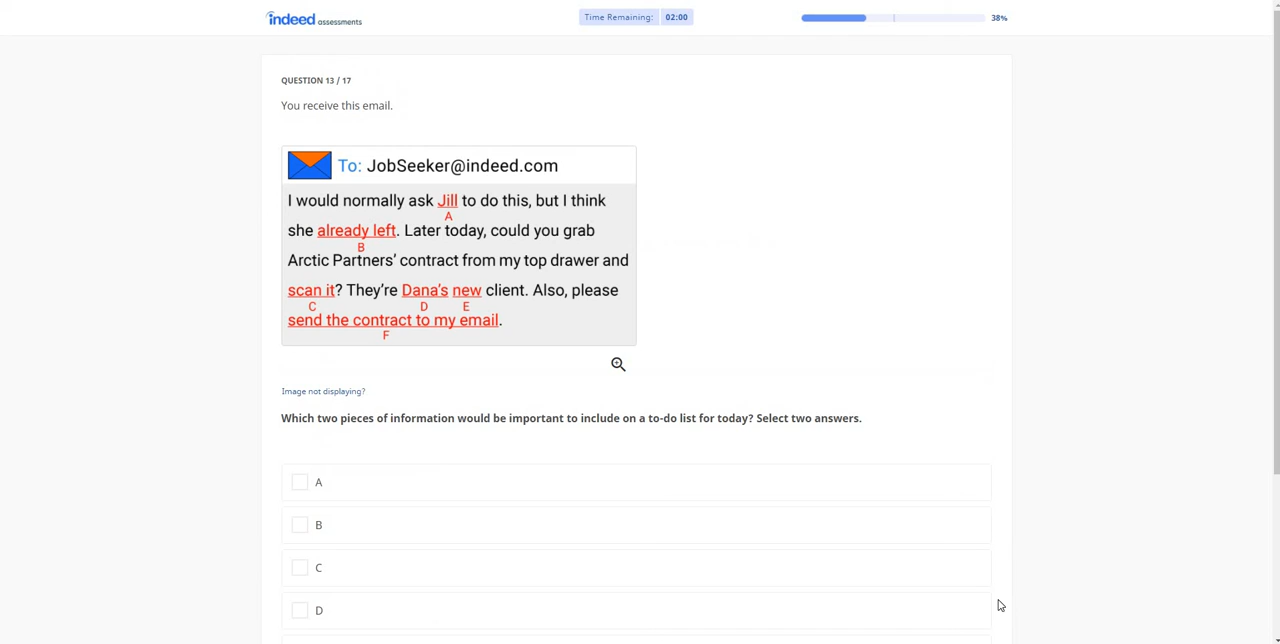 indeed assessments
Time Remaining: 02:00
38%
QUESTION 13 / 17
You receive this email.
To: JobSeeker@indeed.com
I would normally ask Jill to do this, but I think
A
she already left. Later today, could you grab
B
Arctic Partners' contract from my top drawer and
scan it? They're Dana's new client. Also, please
C D E
send the contract to my email.
F
Image not displaying?
Which two pieces of information would be important to include on a to-do list for today? Select two answers.
A
B
C
D